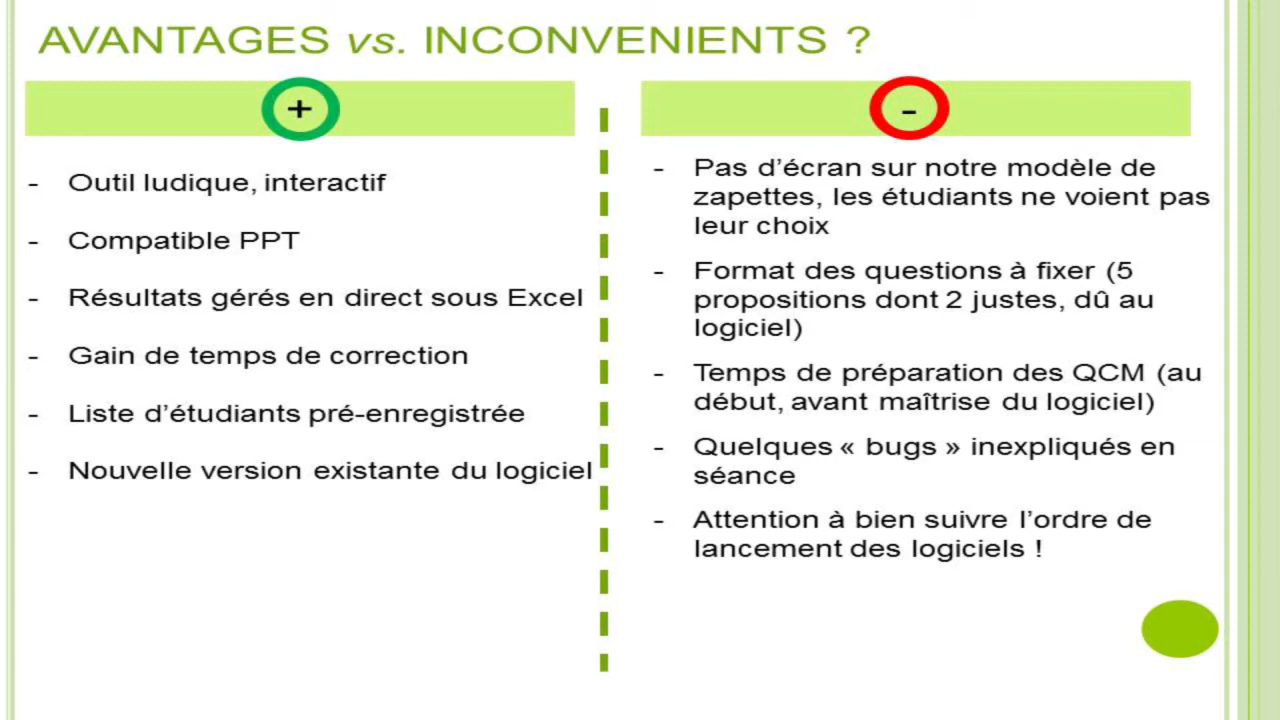 AVANTAGES vs. INCONVENIENTS ?
+
- Outil ludique, interactif
- Compatible PPT
- Résultats gérés en direct sous Excel
- Gain de temps de correction
- Liste d’étudiants pré-enregistrée
- Nouvelle version existante du logiciel
-
- Pas d’écran sur notre modèle de
zapettes, les étudiants ne voient pas
leur choix
- Format des questions à fixer (5
propositions dont 2 justes, dû au
logiciel)
- Temps de préparation des QCM (au
début, avant maîtrise du logiciel)
- Quelques « bugs » inexpliqués en
séance
- Attention à bien suivre l’ordre de
lancement des logiciels !